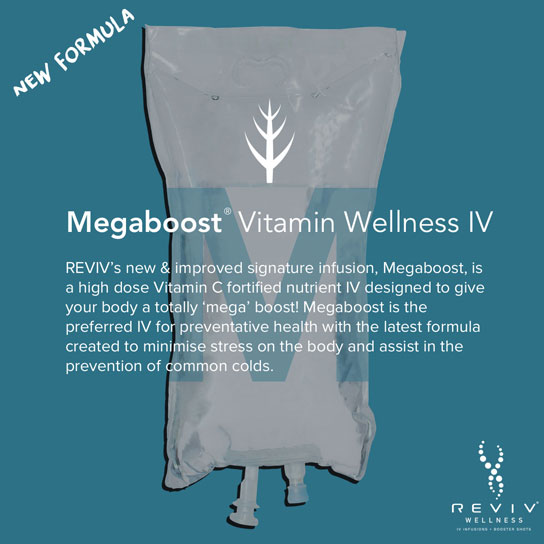 NEW FORMULA
Megaboost® Vitamin Wellness IV
REVIV's new & improved signature infusion, Megaboost, is
a high dose Vitamin C fortified nutrient IV designed to give
your body a totally 'mega' boost! Megaboost is the
preferred IV for preventative health with the latest formula
created to minimise stress on the body and assist in the
prevention of common colds.
M
REVIV®
WELLNESS
IV INFUSIONS • BOOSTER SHOTS